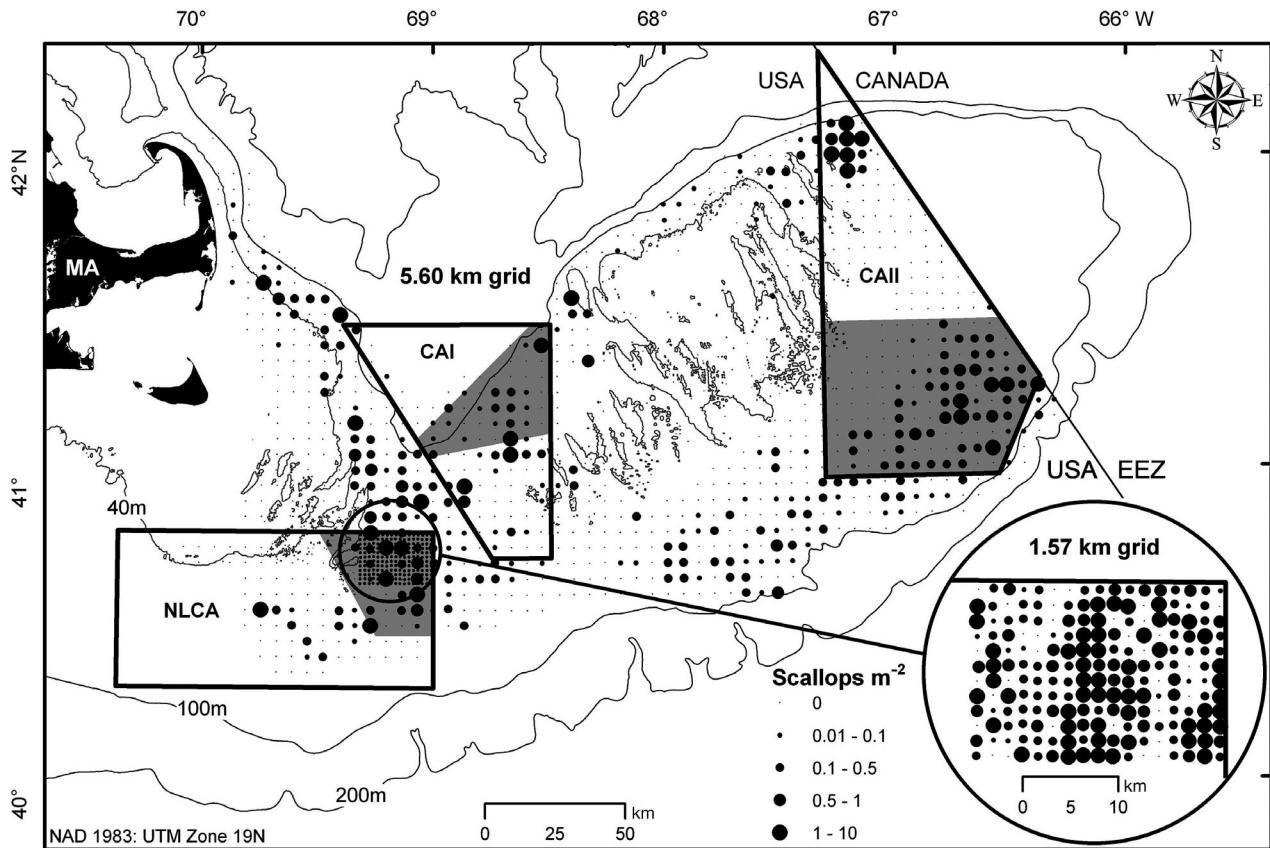 70° 69° 68° 67° 66° W
USA CANADA
N
W E
S
42° N
MA
5.60 km grid
CAII
CAI
41°
USA EEZ
40m
1.57 km grid
NLCA
Scallops m⁻²
0
100m
0.01 - 0.1
0.1 - 0.5
200m
km
0.5 - 1
km
0 5 10
40°
0 25 50
1 - 10
NAD 1983: UTM Zone 19N